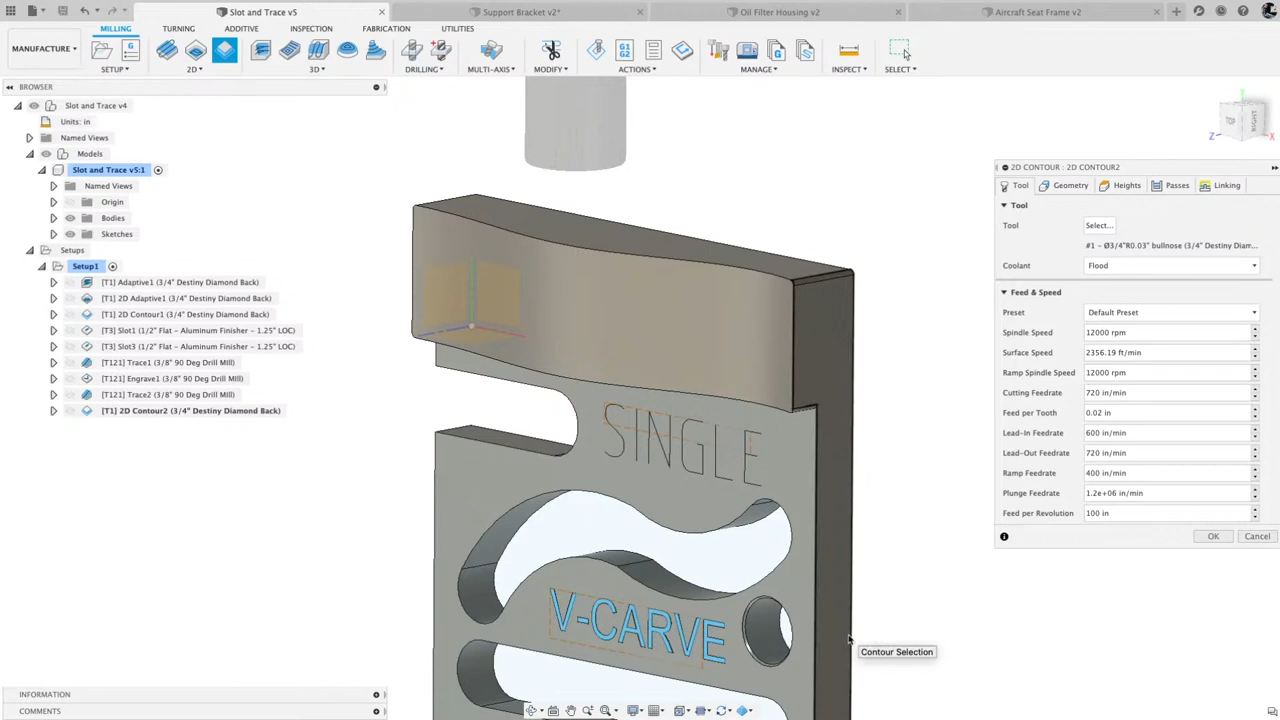 Slot and Trace v5
Support Bracket v2*
Oil Filter Housing v2
Aircraft Seat Frame v2
MILLING
TURNING
ADDITIVE
INSPECTION
FABRICATION
UTILITIES
MANUFACTURE
SETUP
2D
3D
DRILLING
MULTI-AXIS
MODIFY
ACTIONS
MANAGE
INSPECT
SELECT
G
G1
G2
G
BROWSER
Slot and Trace v4
Units: in
Named Views
Models
Slot and Trace v5:1
Named Views
Origin
Bodies
Sketches
Setups
Setup1
[T1] Adaptive1 (3/4" Destiny Diamond Back)
[T1] 2D Adaptive1 (3/4" Destiny Diamond Back)
[T1] 2D Contour1 (3/4" Destiny Diamond Back)
[T3] Slot1 (1/2" Flat - Aluminum Finisher - 1.25" LOC)
[T3] Slot3 (1/2" Flat - Aluminum Finisher - 1.25" LOC)
[T121] Trace1 (3/8" 90 Deg Drill Mill)
[T121] Engrave1 (3/8" 90 Deg Drill Mill)
[T121] Trace2 (3/8" 90 Deg Drill Mill)
[T1] 2D Contour2 (3/4" Destiny Diamond Back)
SINGLE
V-CARVE
Contour Selection
TOP
RIGHT
Z
X
2D CONTOUR : 2D CONTOUR2
Tool
Geometry
Heights
Passes
Linking
Tool
Tool
Select...
#1 - Ø3/4"R0.03" bullnose (3/4" Destiny Diam...
Coolant
Flood
Feed & Speed
Preset
Default Preset
Spindle Speed
12000 rpm
Surface Speed
2356.19 ft/min
Ramp Spindle Speed
12000 rpm
Cutting Feedrate
720 in/min
Feed per Tooth
0.02 in
Lead-In Feedrate
600 in/min
Lead-Out Feedrate
720 in/min
Ramp Feedrate
400 in/min
Plunge Feedrate
1.2e+06 in/min
Feed per Revolution
100 in
OK
Cancel
INFORMATION
COMMENTS